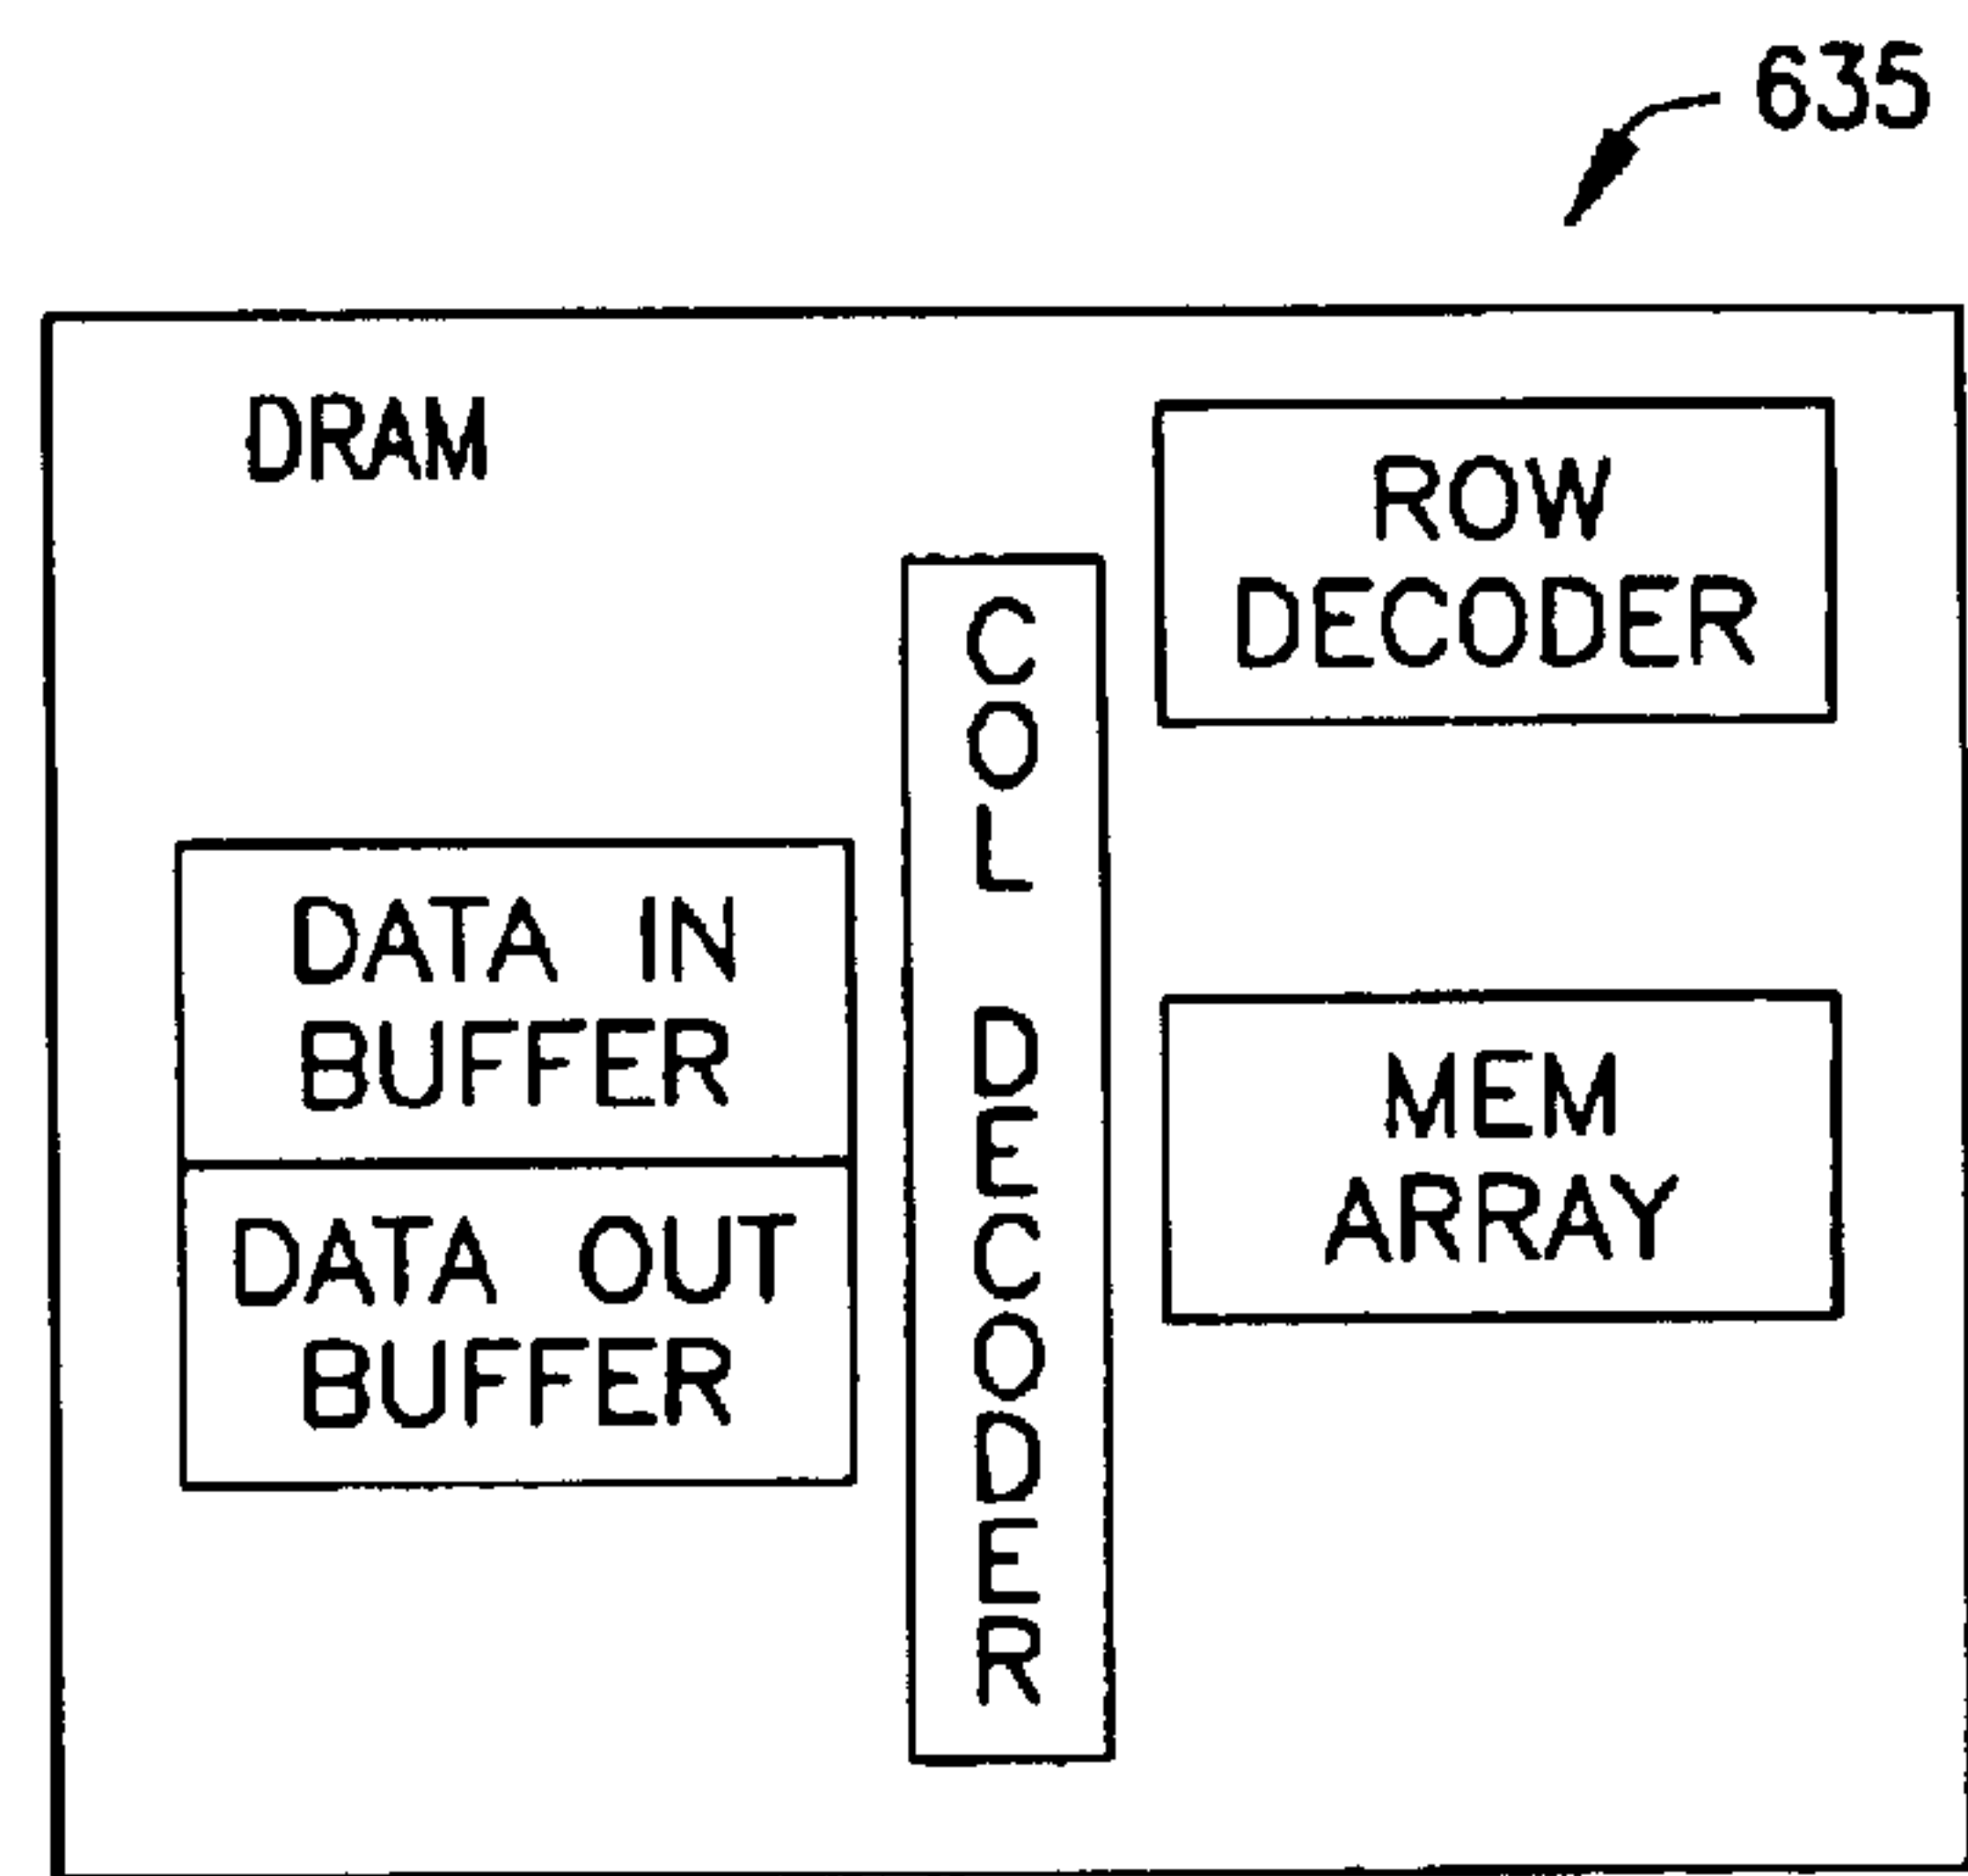 635
DRAM
ROW
DECODER
COL DECODER
DATA IN
BUFFER
DATA OUT
BUFFER
MEM
ARRAY